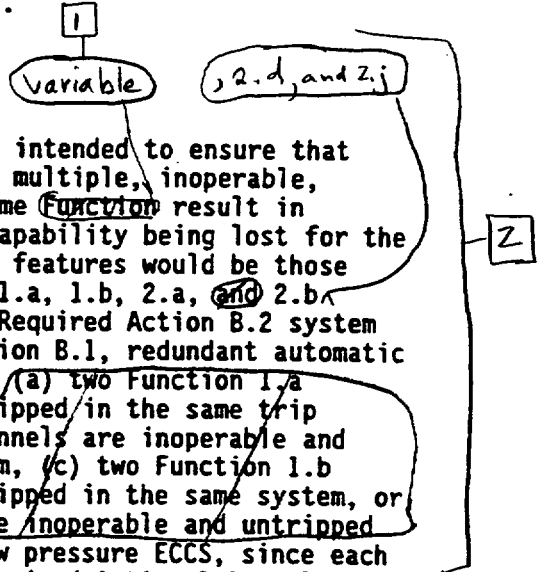 1
variable , 2.d, and 2.j
intended to ensure that
multiple, inoperable,
me Function result in
apability being lost for the
2
features would be those
1.a, 1.b, 2.a, and 2.b
Required Action B.2 system
ion B.1, redundant automatic
(a) two Function 1.a
ipped in the same trip
nnels are inoperable and
m, (c) two Function 1.b
ipped in the same system, or
e inoperable and untripped
w pressure ECCS, since each